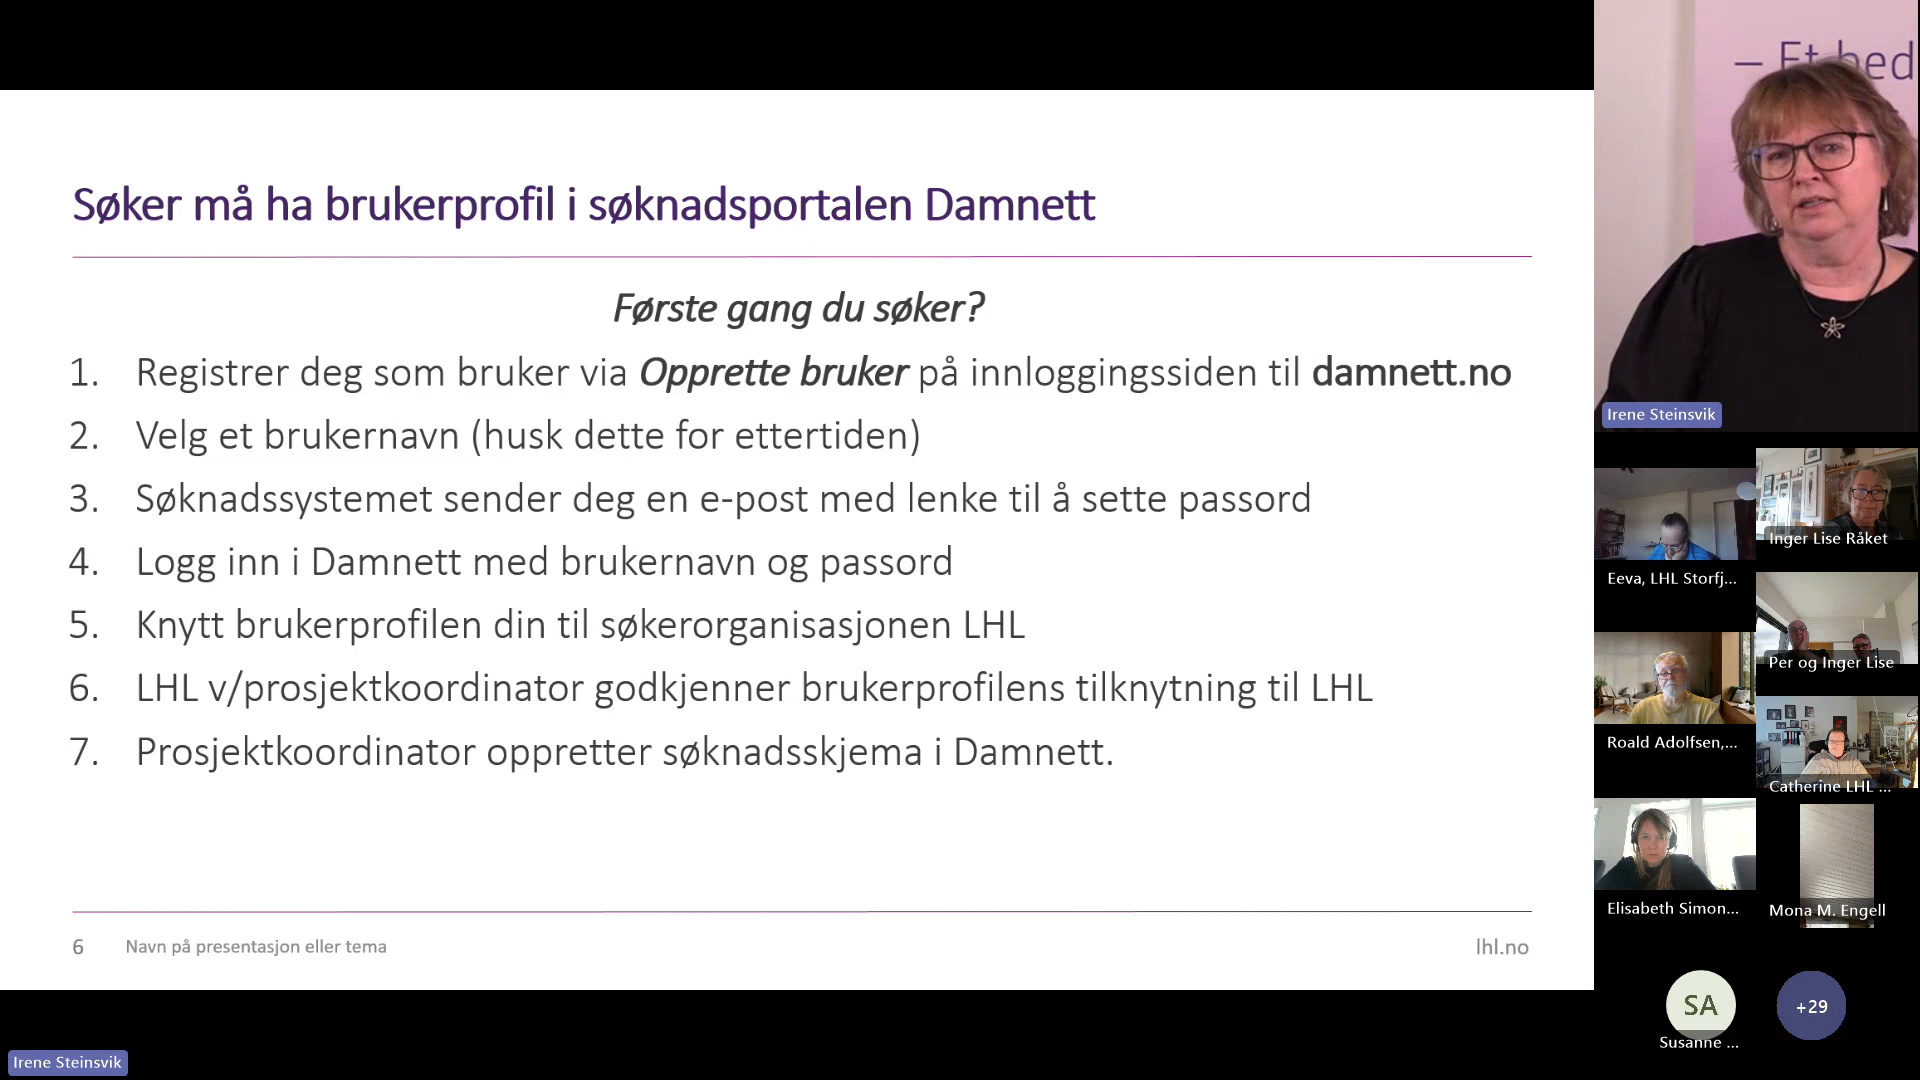 Søker må ha brukerprofil i søknadsportalen Damnett
Første gang du søker?
1. Registrer deg som bruker via Opprette bruker på innloggingssiden til damnett.no
2. Velg et brukernavn (husk dette for ettertiden)
3. Søknadssystemet sender deg en e-post med lenke til å sette passord
4. Logg inn i Damnett med brukernavn og passord
5. Knytt brukerprofilen din til søkerorganisasjonen LHL
6. LHL v/prosjektkoordinator godkjenner brukerprofilens tilknytning til LHL
7. Prosjektkoordinator oppretter søknadsskjema i Damnett.
6 Navn på presentasjon eller tema
lhl.no
Irene Steinsvik
– Et bed
Irene Steinsvik
Inger Lise Råket
Eeva, LHL Storfj...
Per og Inger Lise
Roald Adolfsen,...
Catherine LHL ...
Elisabeth Simon...
Mona M. Engell
SA
+29
Susanne ...